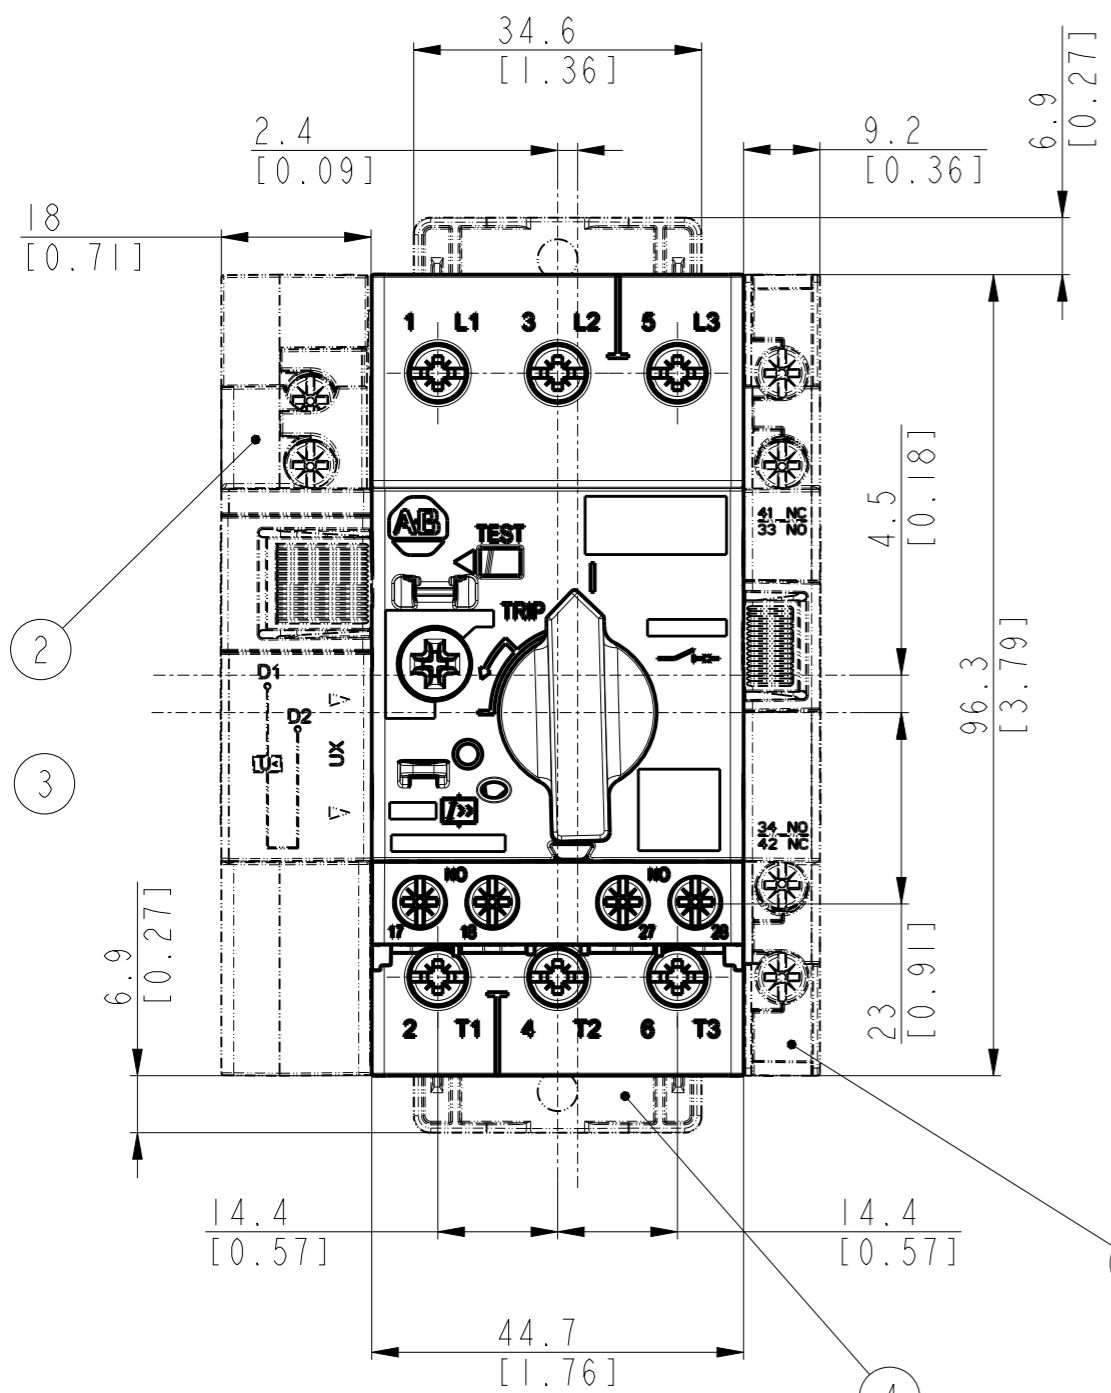 34.6
[1.36]
2.4
[0.09]
9.2
[0.36]
6.9
[0.27]
18
[0.71]
1 L1 3 L2 5 L3
AB
TEST
TRIP
41 NC
33 NO
4.5
[0.18]
96.3
[3.79]
2
3
D1
D2
U<
UX
34 NO
42 NC
NO NO
17 18 27 28
6.9
[0.27]
23
[0.91]
2 T1 4 T2 6 T3
14.4
[0.57]
14.4
[0.57]
44.7
[1.76]